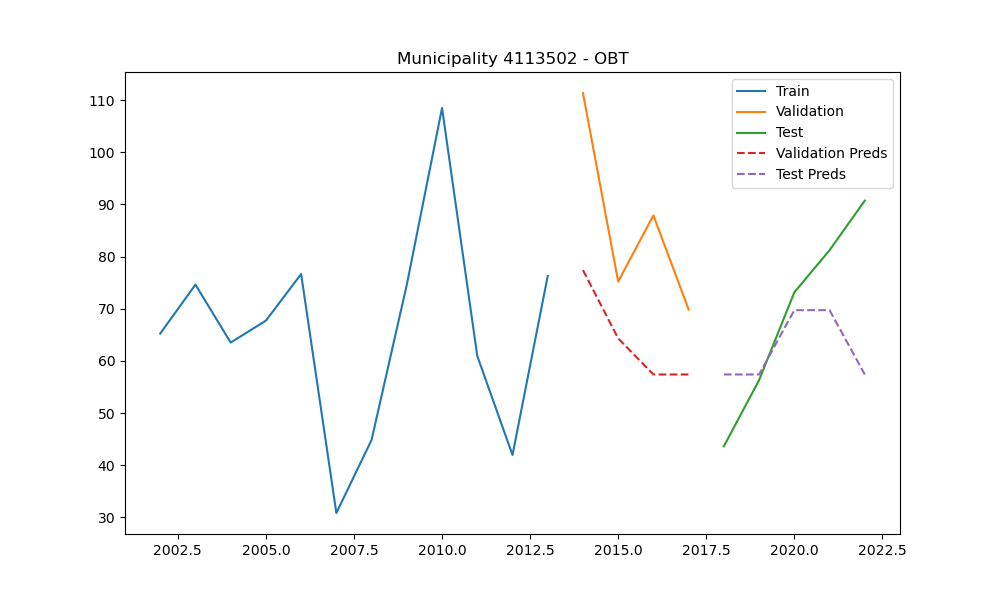 Municipality 4113502 - OBT
Train
Validation
Test
Validation Preds
Test Preds
110
100
90
80
70
60
50
40
30
2002.5 2005.0 2007.5 2010.0 2012.5 2015.0 2017.5 2020.0 2022.5